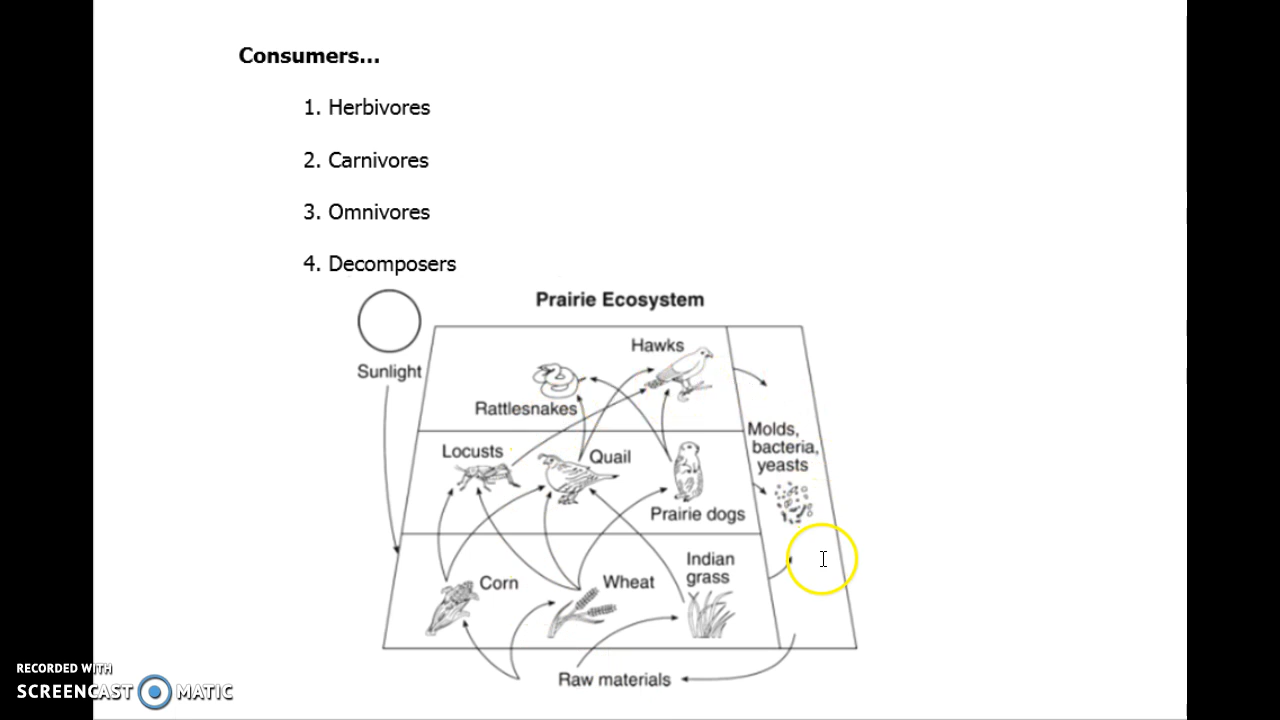 Consumers...
1. Herbivores
2. Carnivores
3. Omnivores
4. Decomposers
Prairie Ecosystem
Sunlight
Hawks
Rattlesnakes
Molds,
bacteria,
yeasts
Locusts
Quail
Prairie dogs
Corn
Wheat
Indian
grass
Raw materials
RECORDED WITH
SCREENCAST MATIC